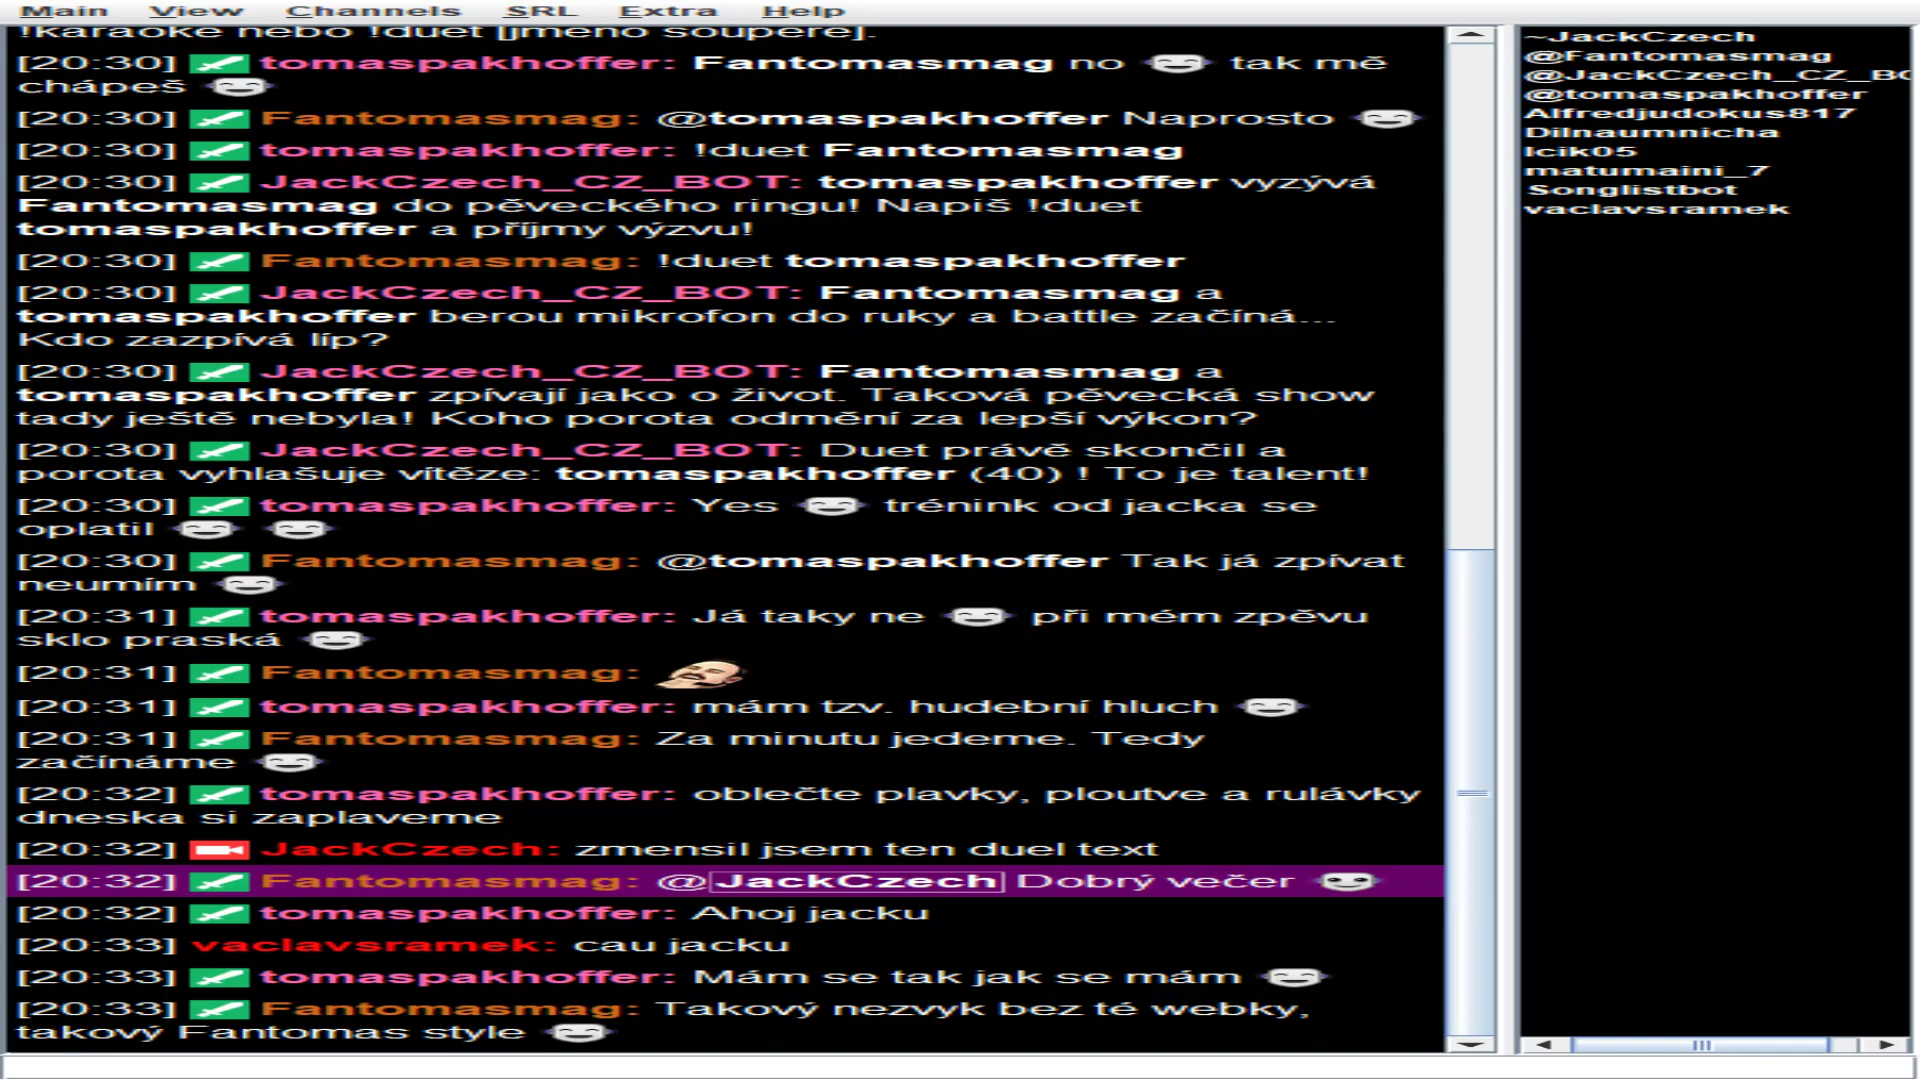 Main View Channels SRL Extra Help
!karaoke nebo !duet [jmeno soupere].
[20:30] tomaspakhoffer: Fantomasmag no tak mě
chápeš
[20:30] Fantomasmag: @tomaspakhoffer Naprosto
[20:30] tomaspakhoffer: !duet Fantomasmag
[20:30] JackCzech_CZ_BOT: tomaspakhoffer vyzývá
Fantomasmag do pěveckého ringu! Napiš !duet
tomaspakhoffer a příjmy výzvu!
[20:30] Fantomasmag: !duet tomaspakhoffer
[20:30] JackCzech_CZ_BOT: Fantomasmag a
tomaspakhoffer berou mikrofon do ruky a battle začíná...
Kdo zazpívá líp?
[20:30] JackCzech_CZ_BOT: Fantomasmag a
tomaspakhoffer zpívají jako o život. Taková pěvecká show
tady ještě nebyla! Koho porota odmění za lepší výkon?
[20:30] JackCzech_CZ_BOT: Duet právě skončil a
porota vyhlašuje vítěze: tomaspakhoffer (40) ! To je talent!
[20:30] tomaspakhoffer: Yes trénink od jacka se
oplatil
[20:30] Fantomasmag: @tomaspakhoffer Tak já zpívat
neumím
[20:31] tomaspakhoffer: Já taky ne při mém zpěvu
sklo praská
[20:31] Fantomasmag:
[20:31] tomaspakhoffer: mám tzv. hudební hluch
[20:31] Fantomasmag: Za minutu jedeme. Tedy
začínáme
[20:32] tomaspakhoffer: oblečte plavky, ploutve a rulávky
dneska si zaplaveme
[20:32] JackCzech: zmensil jsem ten duel text
[20:32] Fantomasmag: @JackCzech Dobrý večer
[20:32] tomaspakhoffer: Ahoj jacku
[20:33] vaclavsramek: cau jacku
[20:33] tomaspakhoffer: Mám se tak jak se mám
[20:33] Fantomasmag: Takový nezvyk bez té webky,
takový Fantomas style
~JackCzech
@Fantomasmag
@JackCzech_CZ_BO
@tomaspakhoffer
Alfredjudokus817
Dilnaumnicha
Icik05
matumaini_7
Songlistbot
vaclavsramek